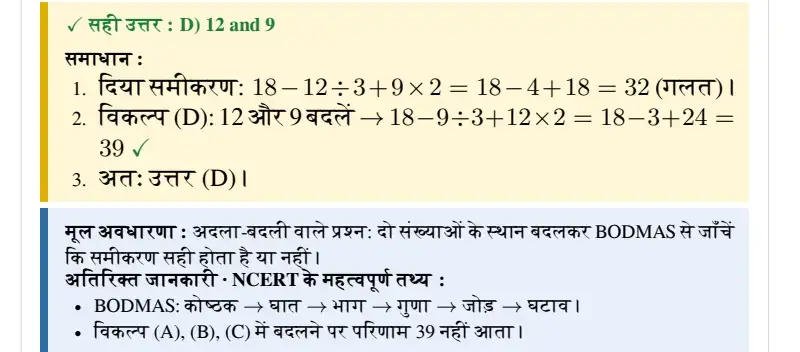 ✓ सही उत्तर : D) 12 and 9
समाधान :
1. दिया समीकरण: 18 − 12 ÷ 3 + 9 × 2 = 18 − 4 + 18 = 32 (गलत)।
2. विकल्प (D): 12 और 9 बदलें → 18 − 9 ÷ 3 + 12 × 2 = 18 − 3 + 24 =
39 ✓
3. अतः उत्तर (D)।
मूल अवधारणा : अदला-बदली वाले प्रश्न: दो संख्याओं के स्थान बदलकर BODMAS से जाँचें
कि समीकरण सही होता है या नहीं।
अतिरिक्त जानकारी · NCERT के महत्वपूर्ण तथ्य :
• BODMAS: कोष्ठक → घात → भाग → गुणा → जोड़ → घटाव।
• विकल्प (A), (B), (C) में बदलने पर परिणाम 39 नहीं आता।